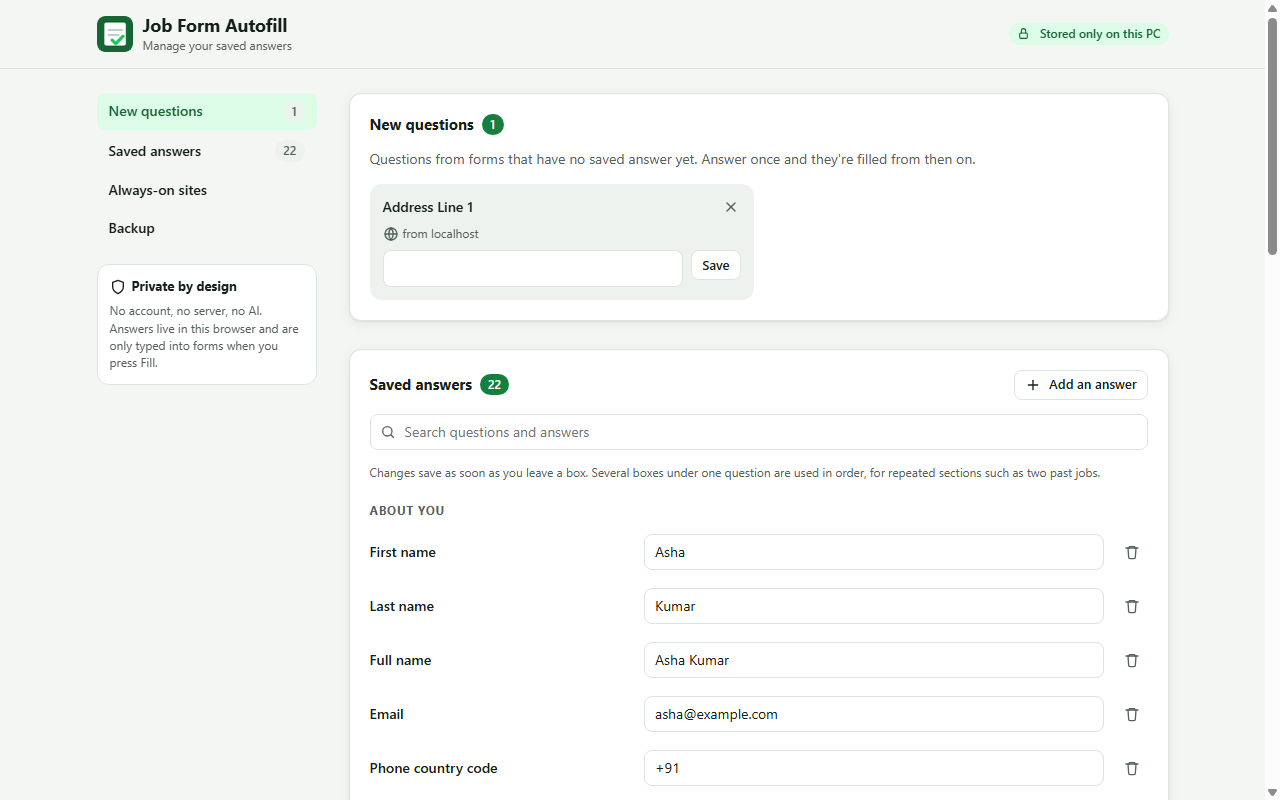 Job Form Autofill
Manage your saved answers
Stored only on this PC
New questions 1
Saved answers 22
Always-on sites
Backup
Private by design
No account, no server, no AI.
Answers live in this browser and are
only typed into forms when you
press Fill.
New questions 1
Questions from forms that have no saved answer yet. Answer once and they're filled from then on.
Address Line 1
from localhost
Save
Saved answers 22
Add an answer
Search questions and answers
Changes save as soon as you leave a box. Several boxes under one question are used in order, for repeated sections such as two past jobs.
ABOUT YOU
First name Asha
Last name Kumar
Full name Asha Kumar
Email asha@example.com
Phone country code +91